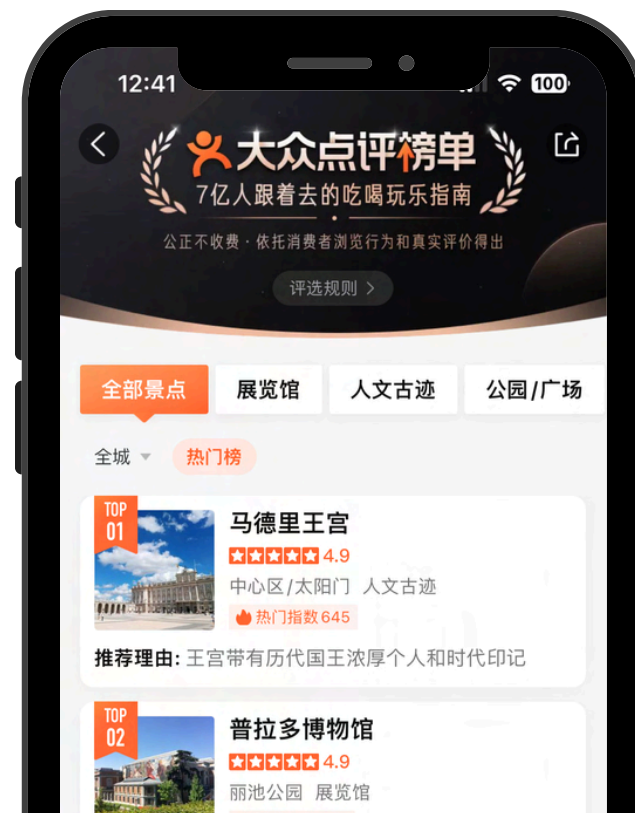 12:41
100
大众点评榜单
7亿人跟着去的吃喝玩乐指南
公正不收费·依托消费者浏览行为和真实评价得出
评选规则 >
全部景点 展览馆 人文古迹 公园/广场
全城 热门榜
TOP
01
马德里王宫
4.9
中心区/太阳门 人文古迹
热门指数645
推荐理由: 王宫带有历代国王浓厚个人和时代印记
TOP
02
普拉多博物馆
4.9
丽池公园 展览馆